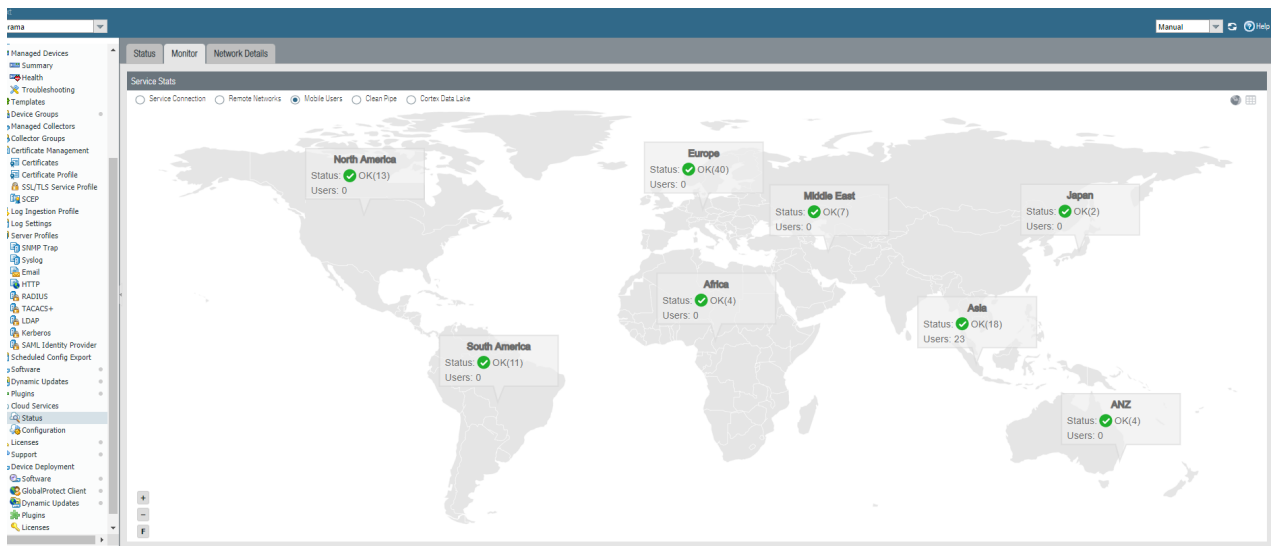 rama
Manual
Help
Managed Devices
Summary
Health
Troubleshooting
Templates
Device Groups
Managed Collectors
Collector Groups
Certificate Management
Certificates
Certificate Profile
SSL/TLS Service Profile
SCEP
Log Ingestion Profile
Log Settings
Server Profiles
SNMP Trap
Syslog
Email
HTTP
RADIUS
TACACS+
LDAP
Kerberos
SAML Identity Provider
Scheduled Config Export
Software
Dynamic Updates
Plugins
Cloud Services
Status
Configuration
Licenses
Support
Device Deployment
Software
GlobalProtect Client
Dynamic Updates
Plugins
Licenses
Status Monitor Network Details
Service Stats
Service Connection Remote Networks Mobile Users Clean Pipe Cortex Data Lake
North America
Status: OK(13)
Users: 0
Europe
Status: OK(40)
Users: 0
Middle East
Status: OK(7)
Users: 0
Japan
Status: OK(2)
Users: 0
Africa
Status: OK(4)
Users: 0
Asia
Status: OK(18)
Users: 23
South America
Status: OK(11)
Users: 0
ANZ
Status: OK(4)
Users: 0
+
−
F